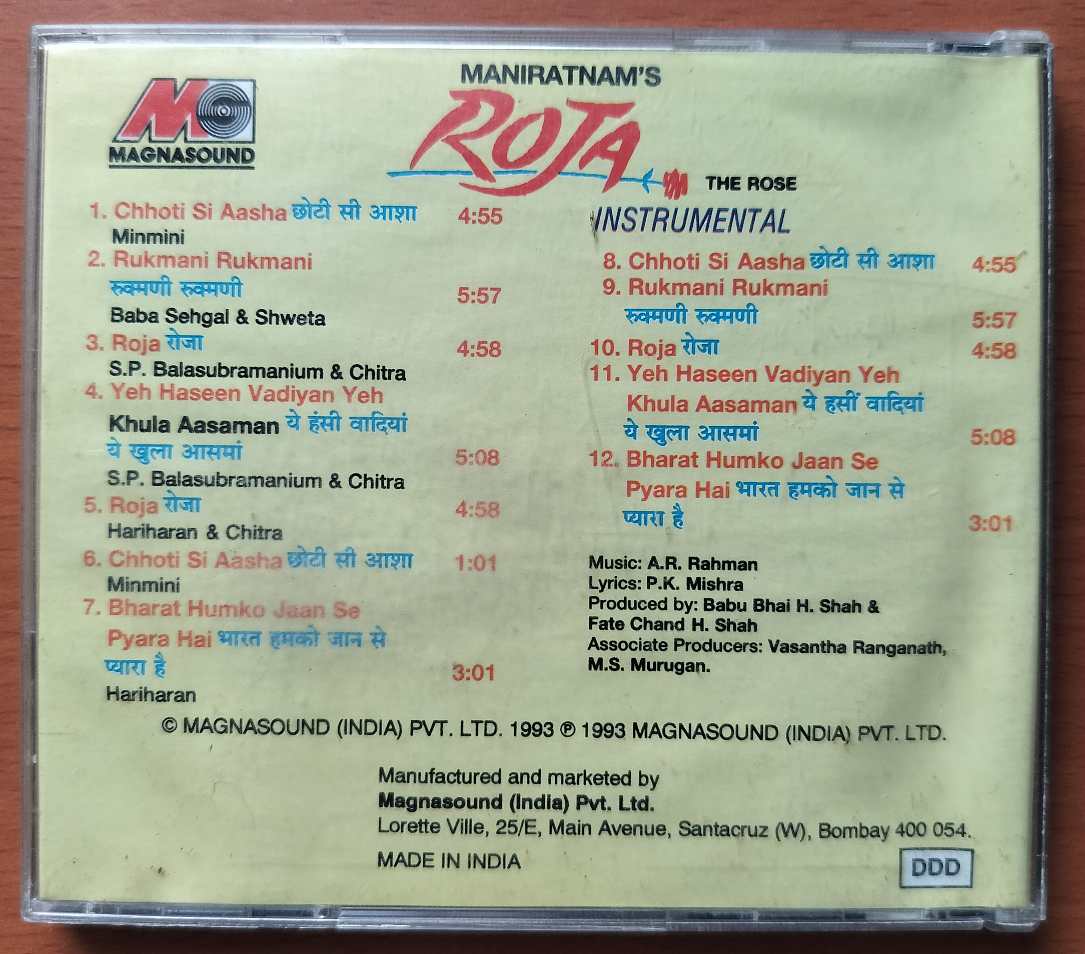 MG
MAGNASOUND
MANIRATNAM'S
ROJA
THE ROSE
1. Chhoti Si Aasha छोटी सी आशा 4:55
Minmini
2. Rukmani Rukmani
रुक्मणी रुक्मणी 5:57
Baba Sehgal & Shweta
3. Roja रोजा 4:58
S.P. Balasubramanium & Chitra
4. Yeh Haseen Vadiyan Yeh
Khula Aasaman ये हंसी वादियां
ये खुला आसमां 5:08
S.P. Balasubramanium & Chitra
5. Roja रोजा 4:58
Hariharan & Chitra
6. Chhoti Si Aasha छोटी सी आशा 1:01
Minmini
7. Bharat Humko Jaan Se
Pyara Hai भारत हमको जान से
प्यारा है 3:01
Hariharan
INSTRUMENTAL
8. Chhoti Si Aasha छोटी सी आशा 4:55
9. Rukmani Rukmani
रुक्मणी रुक्मणी 5:57
10. Roja रोजा 4:58
11. Yeh Haseen Vadiyan Yeh
Khula Aasaman ये हसीं वादियां
ये खुला आसमां 5:08
12. Bharat Humko Jaan Se
Pyara Hai भारत हमको जान से
प्यारा है 3:01
Music: A.R. Rahman
Lyrics: P.K. Mishra
Produced by: Babu Bhai H. Shah &
Fate Chand H. Shah
Associate Producers: Vasantha Ranganath,
M.S. Murugan.
© MAGNASOUND (INDIA) PVT. LTD. 1993 ℗ 1993 MAGNASOUND (INDIA) PVT. LTD.
Manufactured and marketed by
Magnasound (India) Pvt. Ltd.
Lorette Ville, 25/E, Main Avenue, Santacruz (W), Bombay 400 054.
MADE IN INDIA
DDD